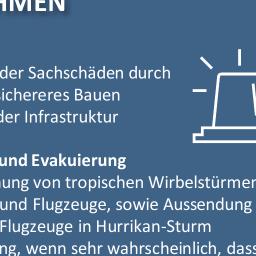 HMEN
der Sachschäden durch
sichereres Bauen
der Infrastruktur
und Evakuierung
nung von tropischen Wirbelstürmen
und Flugzeuge, sowie Aussendung
Flugzeuge in Hurrikan-Sturm
ng, wenn sehr wahrscheinlich, dass